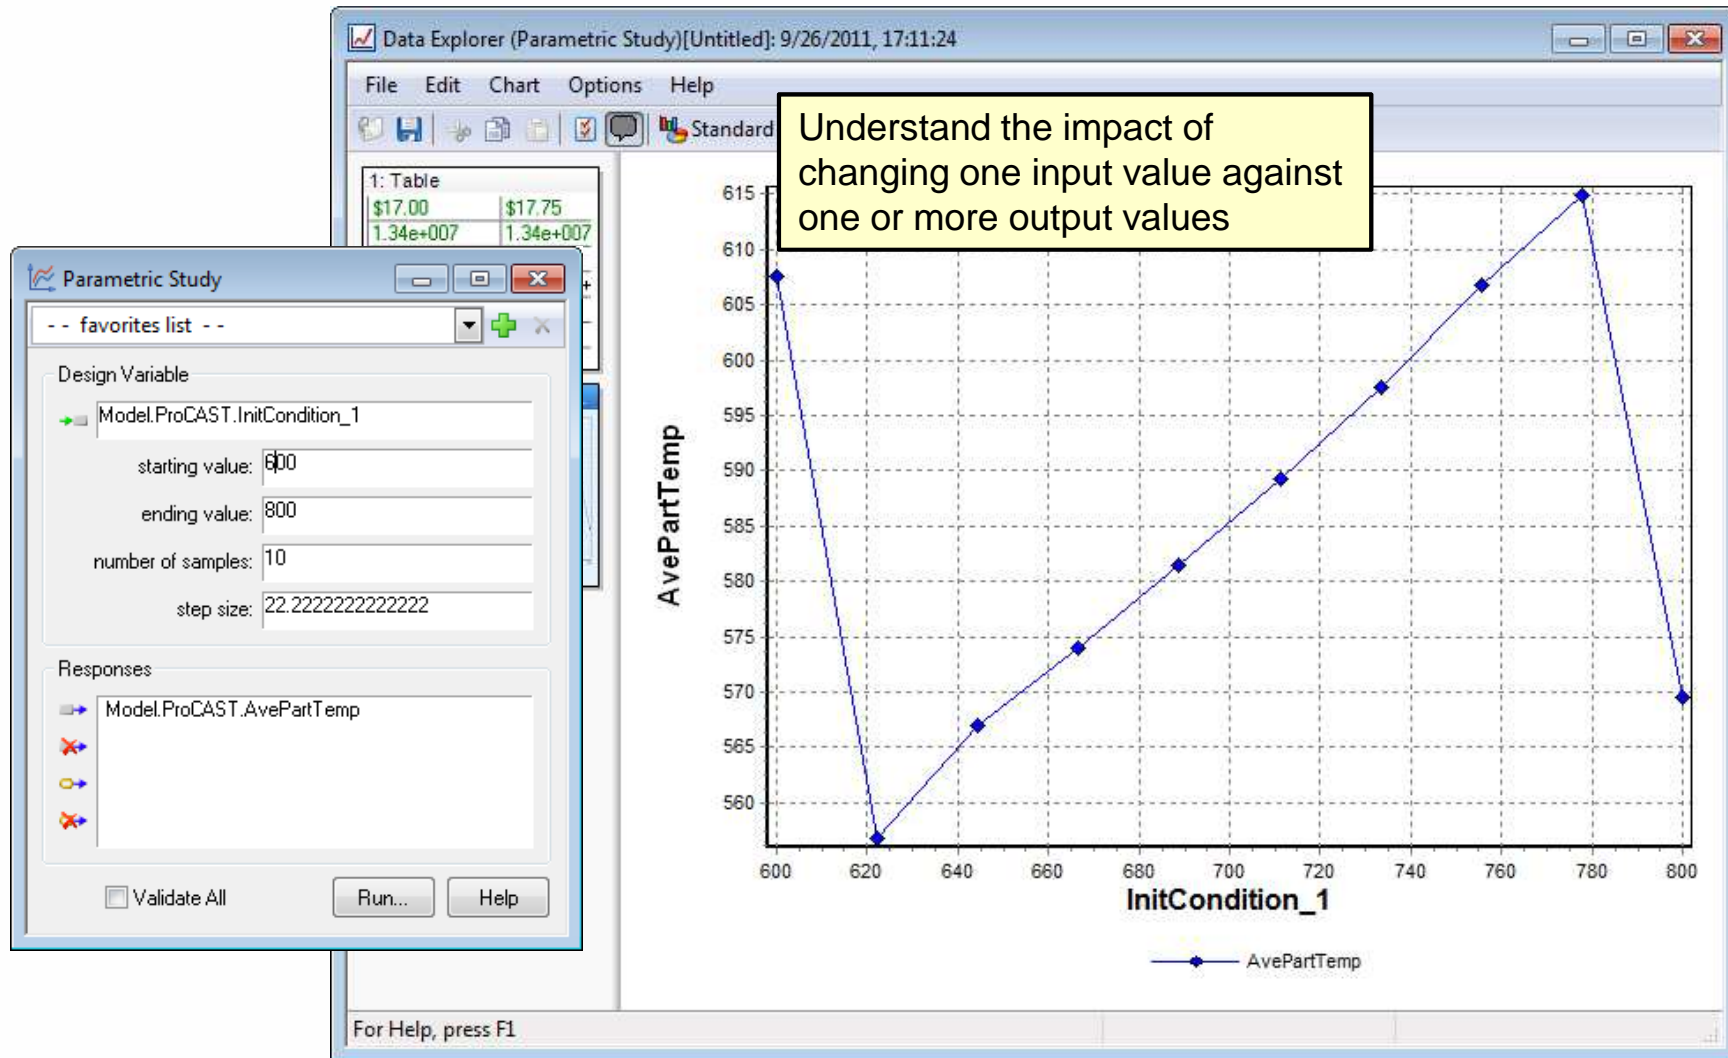 Data Explorer (Parametric Study)[Untitled]: 9/26/2011, 17:11:24
File Edit Chart Options Help
Standard
Understand the impact of
changing one input value against
one or more output values
1: Table
$17.00 $17.75
1.34e+007 1.34e+007
Parametric Study
- - favorites list - -
Design Variable
Model.ProCAST.InitCondition_1
starting value: 600
ending value: 800
number of samples: 10
step size: 22.2222222222222
Responses
Model.ProCAST.AvePartTemp
Validate All Run... Help
AvePartTemp
615
610
605
600
595
590
585
580
575
570
565
560
600 620 640 660 680 700 720 740 760 780 800
InitCondition_1
AvePartTemp
For Help, press F1